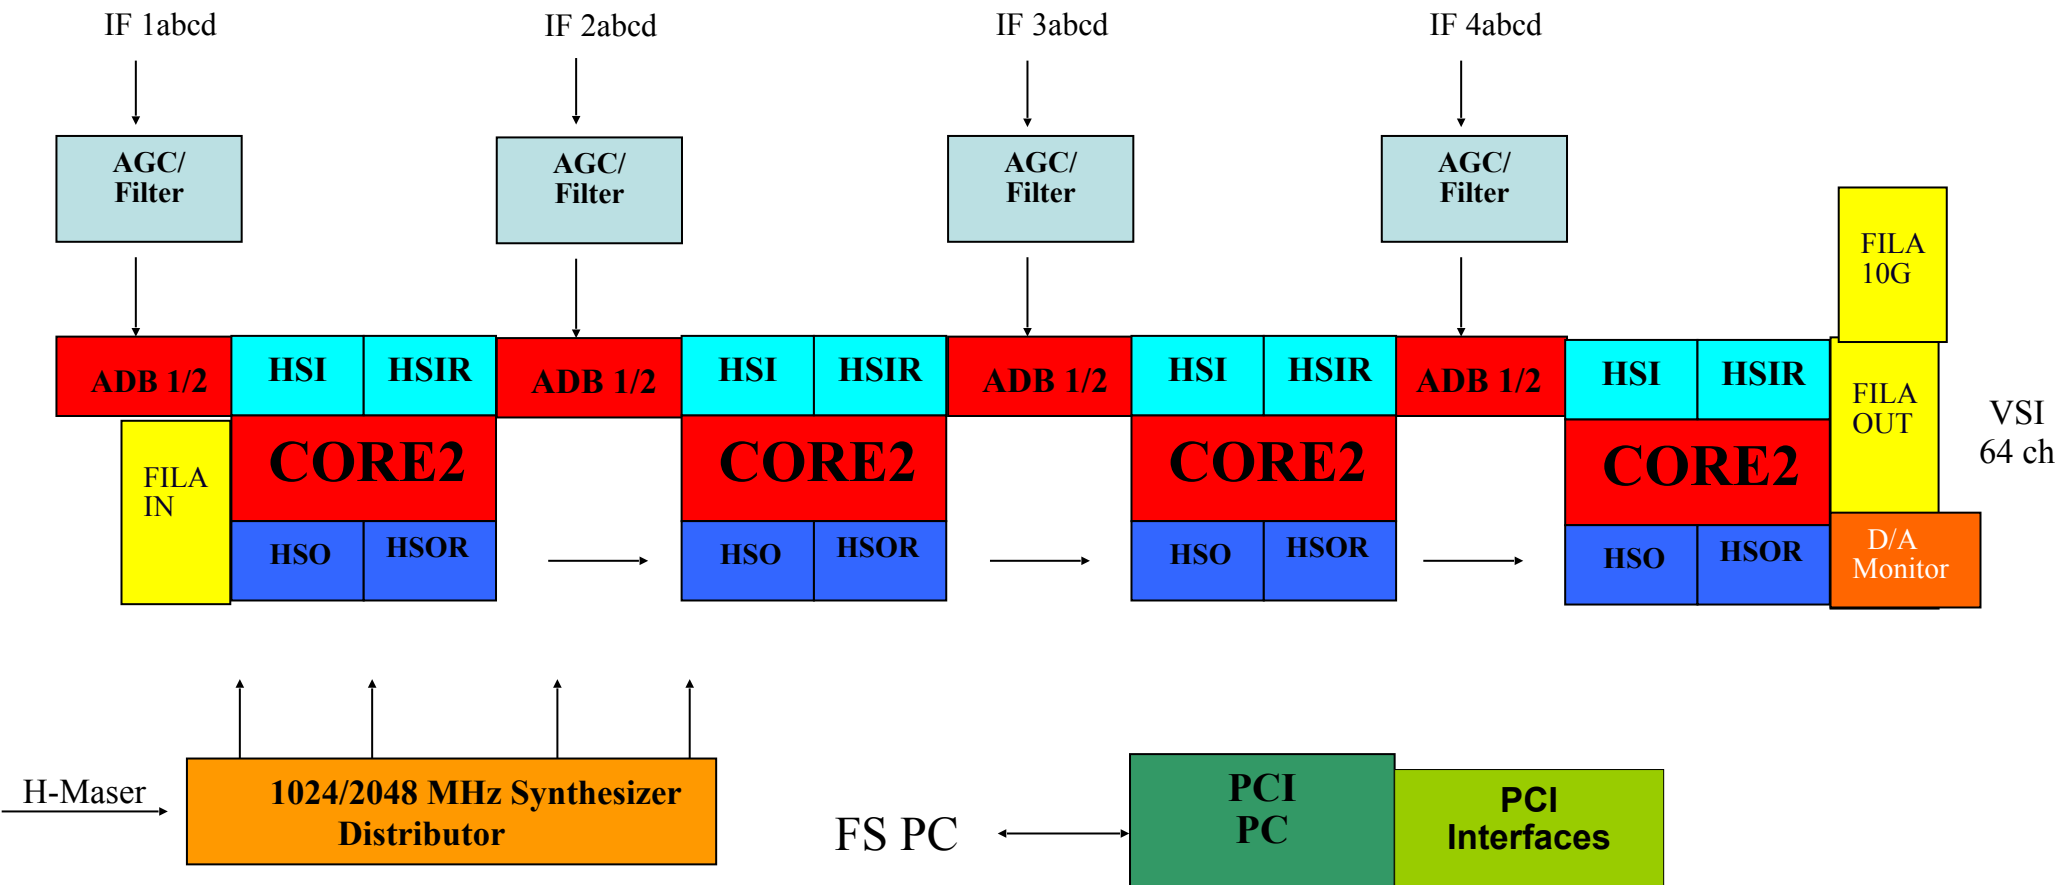 IF 1abcd
IF 2abcd
IF 3abcd
IF 4abcd
AGC/
Filter
AGC/
Filter
AGC/
Filter
AGC/
Filter
FILA
10G
ADB 1/2
HSI
HSIR
ADB 1/2
HSI
HSIR
ADB 1/2
HSI
HSIR
ADB 1/2
HSI
HSIR
FILA
OUT
VSI
64 ch
FILA
IN
CORE2
CORE2
CORE2
CORE2
HSO
HSOR
HSO
HSOR
HSO
HSOR
HSO
HSOR
D/A
Monitor
H-Maser
1024/2048 MHz Synthesizer
Distributor
FS PC
PCI
PC
PCI
Interfaces